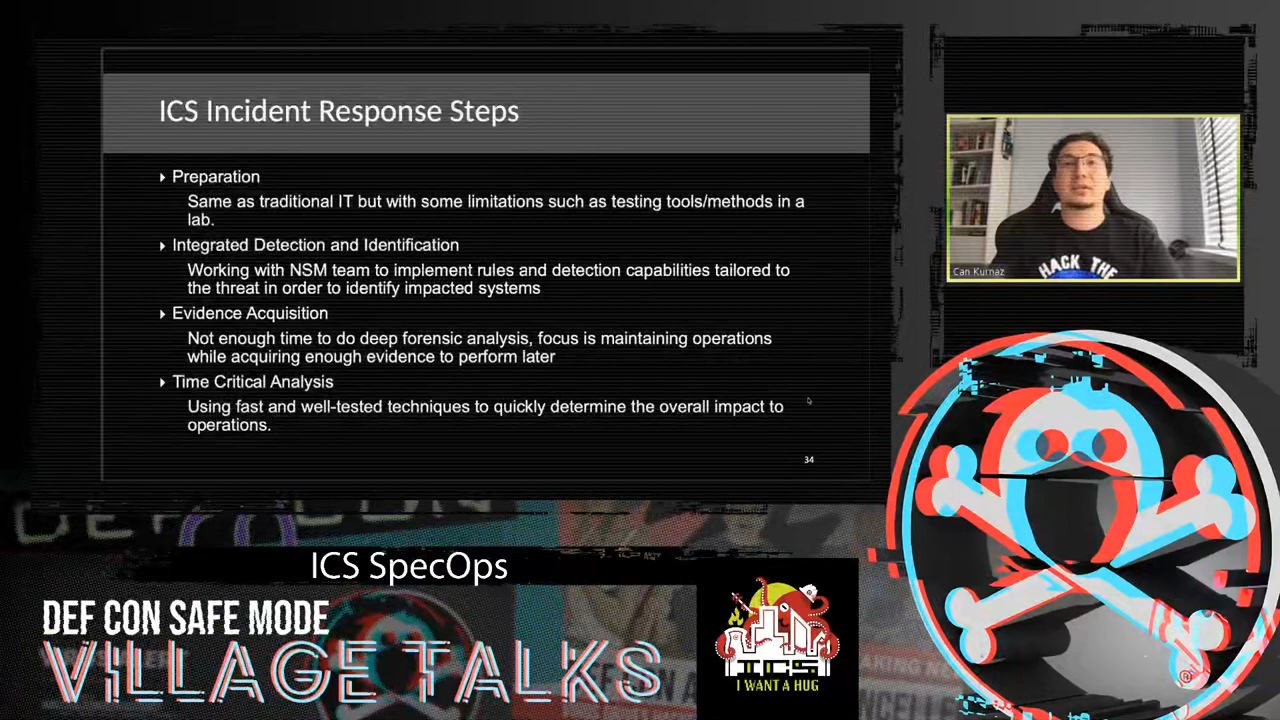 ICS Incident Response Steps
Preparation
Same as traditional IT but with some limitations such as testing tools/methods in a
lab.
Integrated Detection and Identification
Working with NSM team to implement rules and detection capabilities tailored to
the threat in order to identify impacted systems
Evidence Acquisition
Not enough time to do deep forensic analysis, focus is maintaining operations
while acquiring enough evidence to perform later
Time Critical Analysis
Using fast and well-tested techniques to quickly determine the overall impact to
operations.
34
HACK THE
Can Kurnaz
DEF CON
ICS SpecOps
DEF CON SAFE MODE
VILLAGE TALKS
ICS
I WANT A HUG